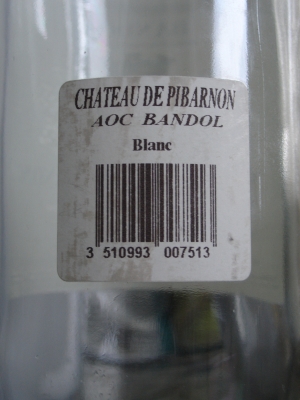 CHATEAU DE PIBARNON
AOC BANDOL
Blanc
3 510993 007513